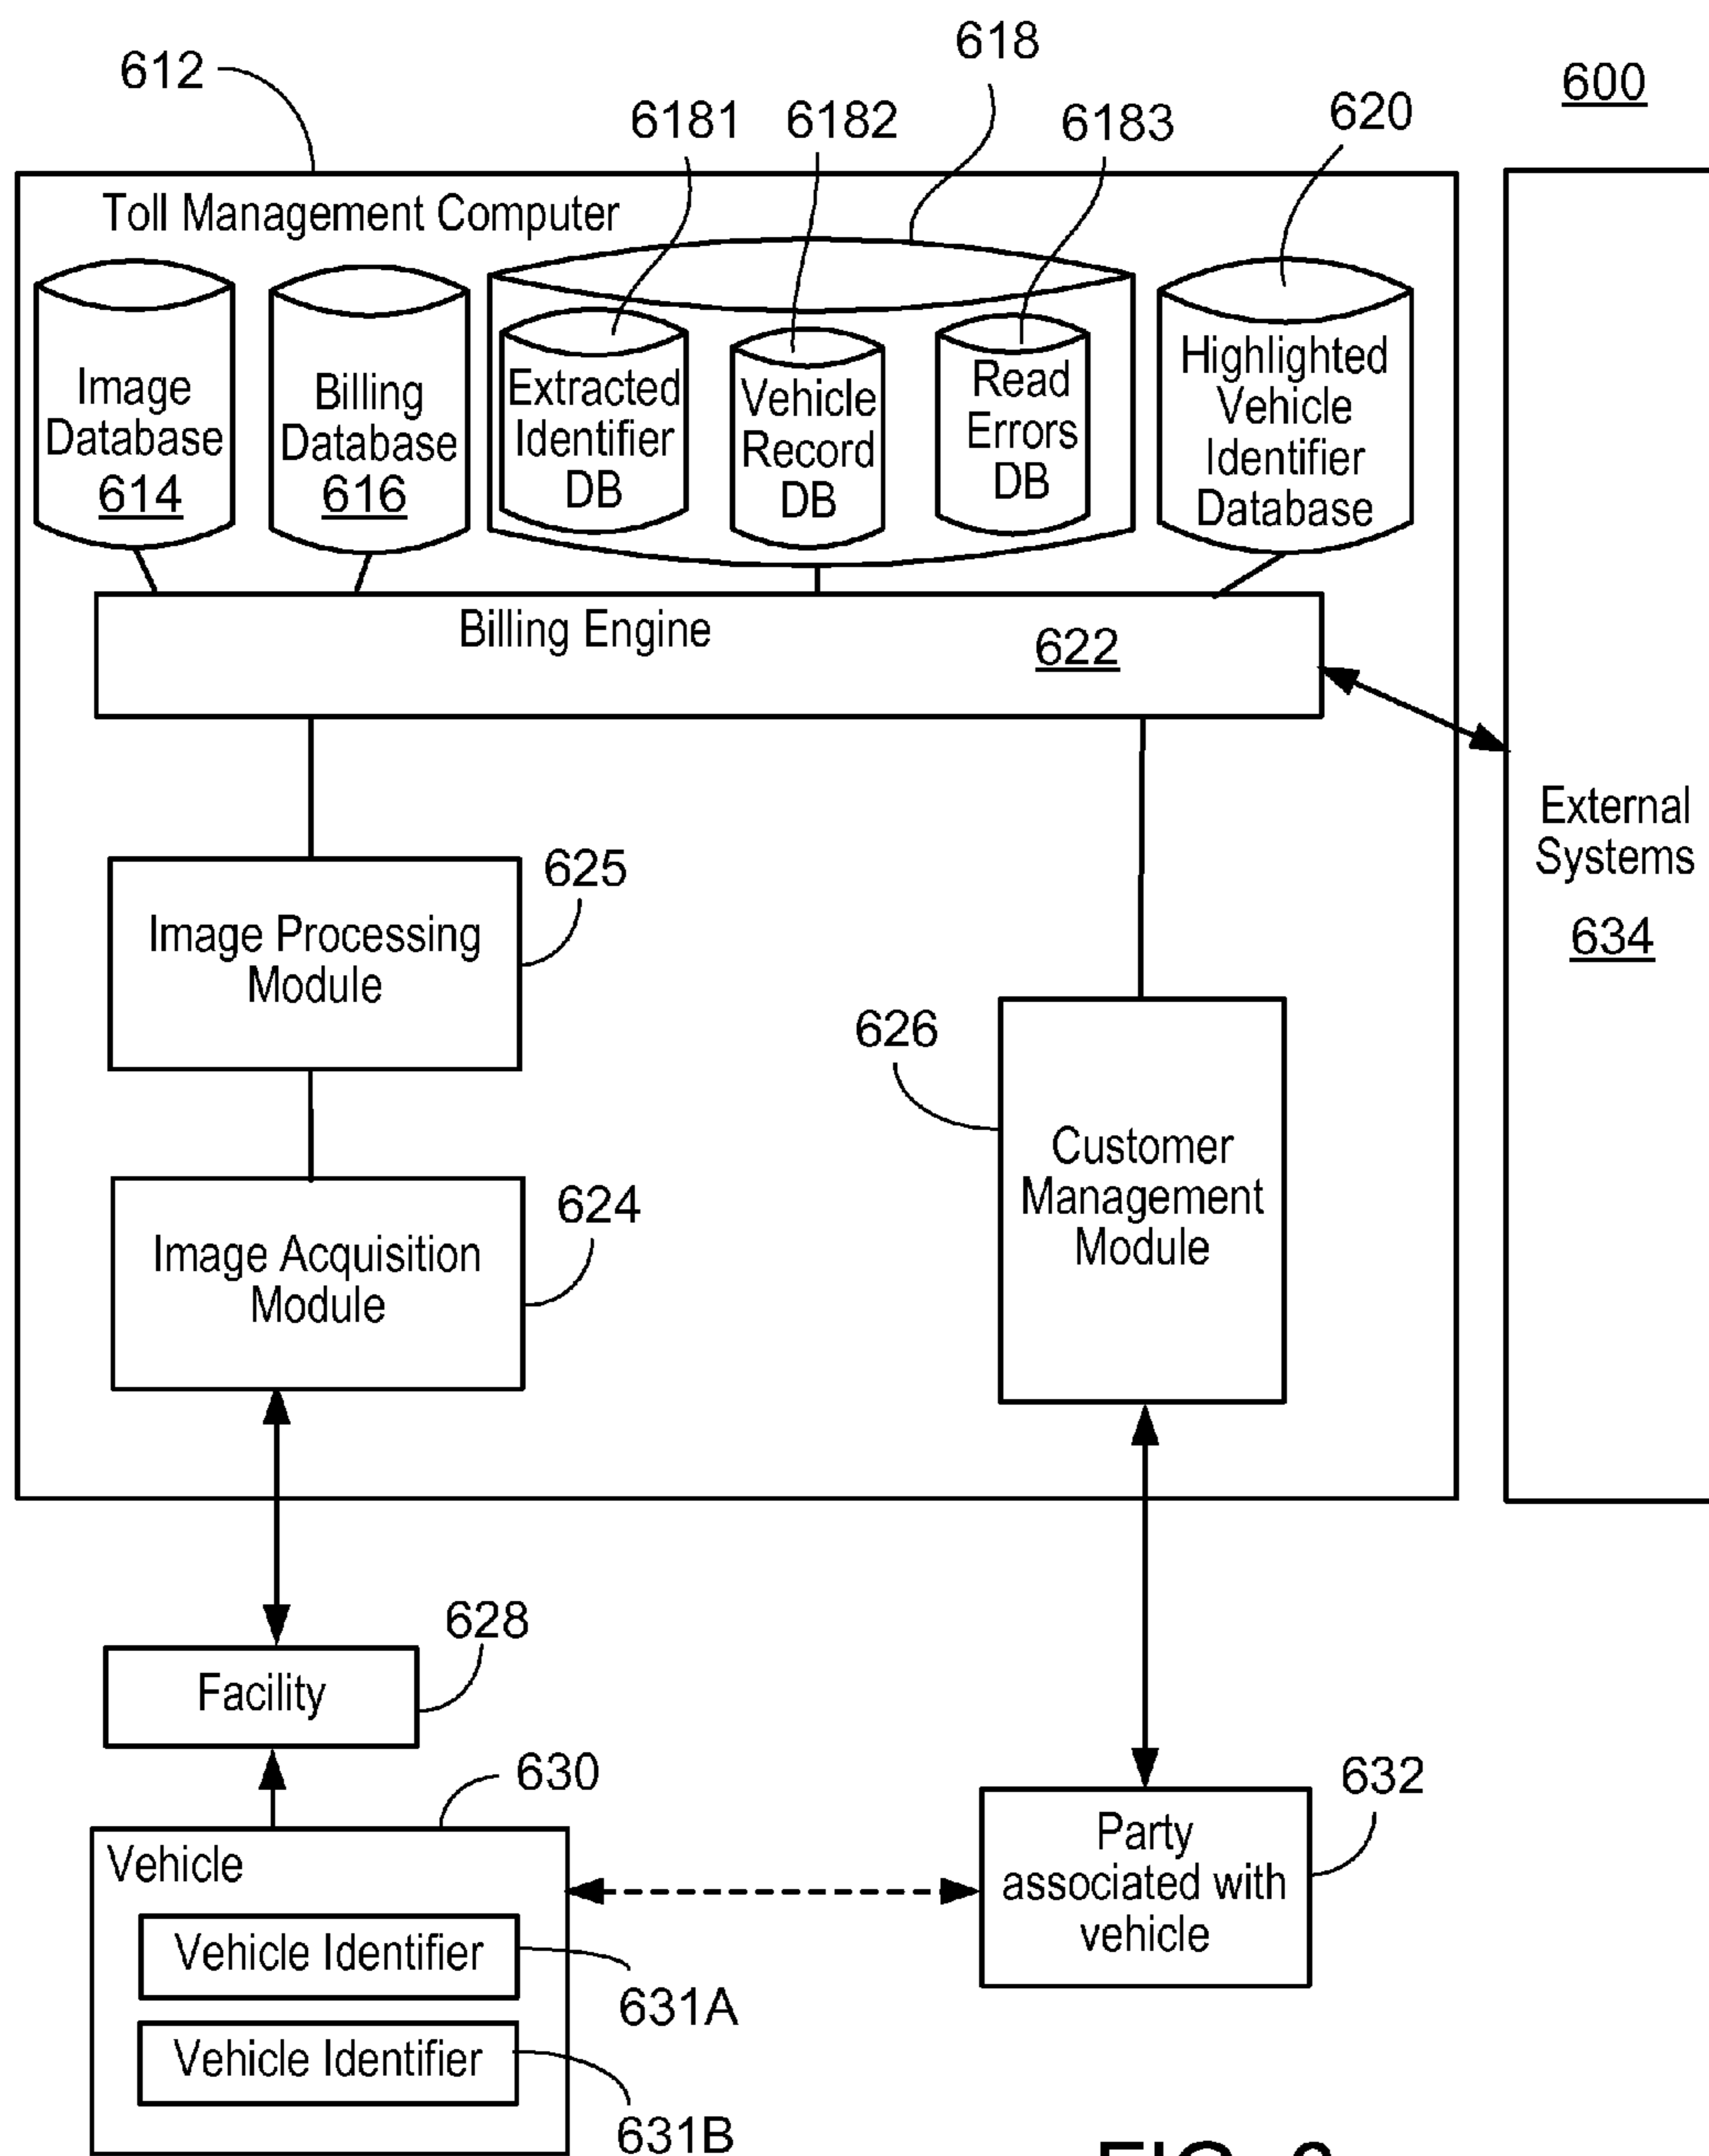 618
600
612
6181
6182
6183
620
Toll Management Computer
Image
Database
614
Billing
Database
616
Extracted
Identifier
DB
Vehicle
Record
DB
Read
Errors
DB
Highlighted
Vehicle
Identifier
Database
Billing Engine
622
External
Systems
634
625
Image Processing
Module
626
Customer
Management
Module
624
Image Acquisition
Module
628
Facility
630
Vehicle
632
Party
associated with
vehicle
Vehicle Identifier
631A
Vehicle Identifier
631B
FIG.